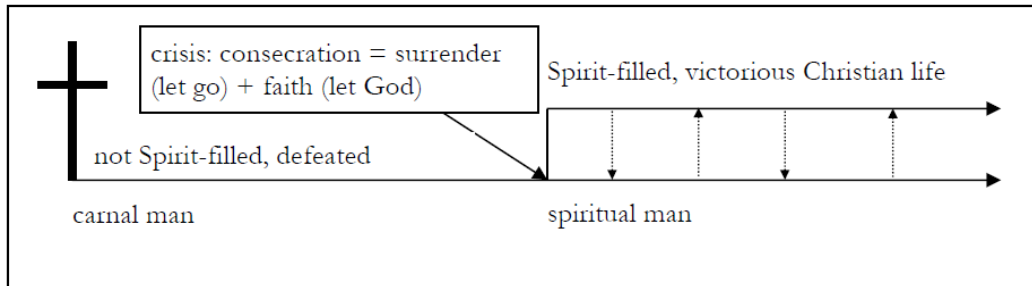 crisis: consecration = surrender
(let go) + faith (let God)
Spirit-filled, victorious Christian life
not Spirit-filled, defeated
carnal man
spiritual man